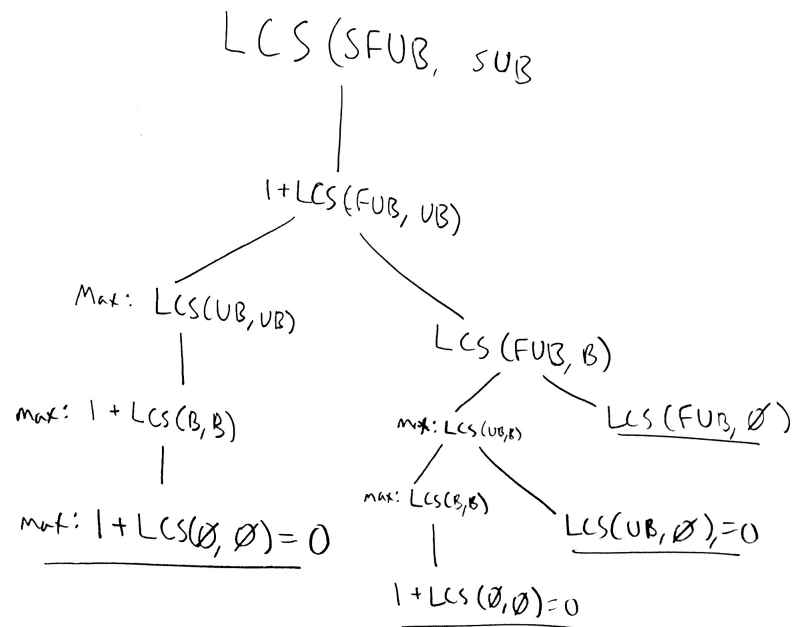 LCS(SFUB, SUB
1+LCS(FUB, UB)
Max: LCS(UB,UB)
LCS(FUB, B)
max: 1 + LCS(B,B)
max: LCS(UB,B)
LCS(FUB, Ø)
max: LCS(B,B)
max: 1+LCS(Ø, Ø) = 0
LCS(UB, Ø),=0
1+LCS(Ø,Ø)=0